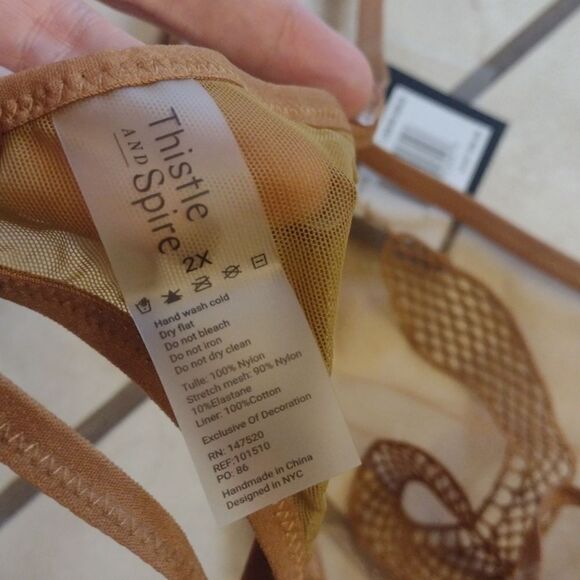 Thistle
AND
Spire
2X
Hand wash cold
Dry flat
Do not bleach
Do not iron
Do not dry clean
Tulle: 100% Nylon
Stretch mesh: 90% Nylon
10%Elastane
Liner: 100%Cotton
Exclusive Of Decoration
RN: 147520
REF:101510
PO: 86
Handmade in China
Designed in NYC